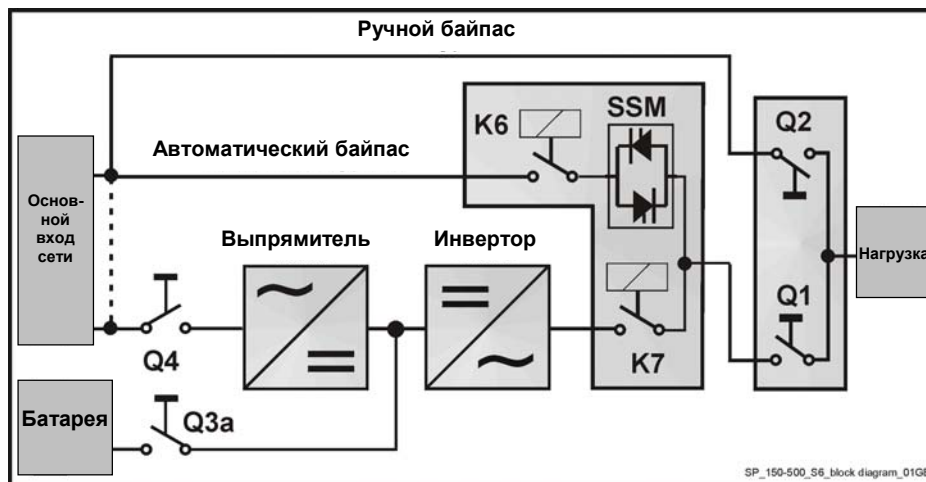 Ручной байпас
K6
SSM
Q2
Автоматический байпас
Основ-
ной
вход
сети
Выпрямитель
Инвертор
Нагрузка
Q1
Q4
K7
Батарея
Q3a
SP_150-500_S6_block diagram_01GB